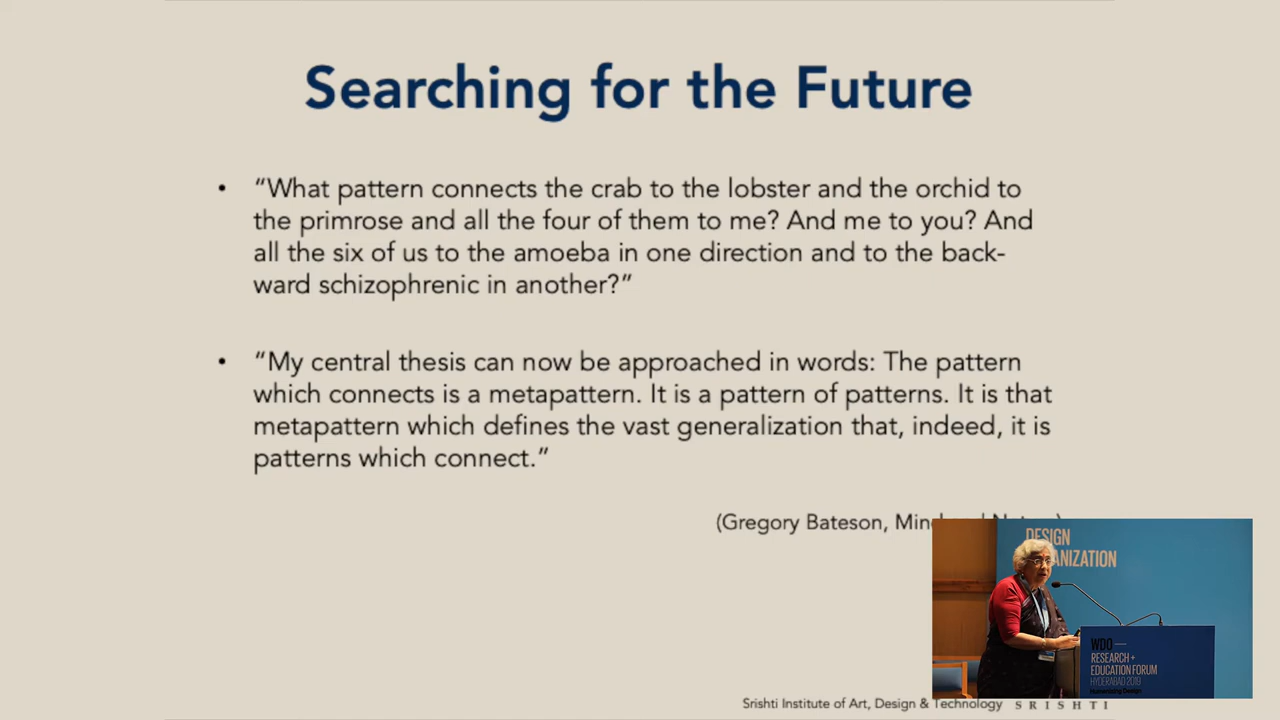 Searching for the Future
• “What pattern connects the crab to the lobster and the orchid to
the primrose and all the four of them to me? And me to you? And
all the six of us to the amoeba in one direction and to the back-
ward schizophrenic in another?”
• “My central thesis can now be approached in words: The pattern
which connects is a metapattern. It is a pattern of patterns. It is that
metapattern which defines the vast generalization that, indeed, it is
patterns which connect.”
(Gregory Bateson,
DESIGN
WDO—
RESEARCH +
EDUCATION FORUM
HYDERABAD 2019
Humanizing Design
Srishti Institute of Art, Design & Technology SRISHTI